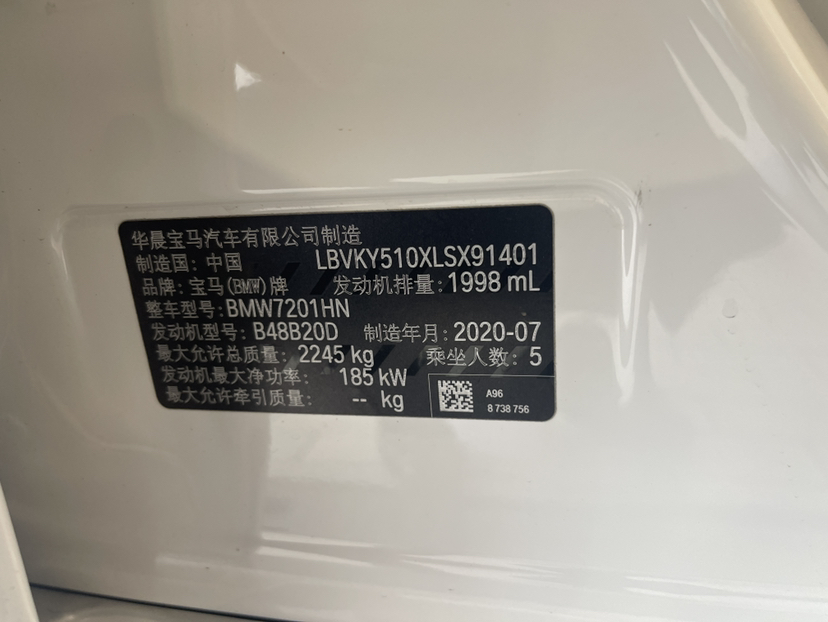 华晨宝马汽车有限公司制造
制造国: 中国 LBVKY510XLSX91401
品牌: 宝马(BMW)牌 发动机排量: 1998 mL
整车型号: BMW7201HN
发动机型号: B48B20D 制造年月: 2020-07
最大允许总质量: 2245 kg 乘坐人数: 5
发动机最大净功率: 185 kW
最大允许牵引质量: -- kg
A96
8 738 756